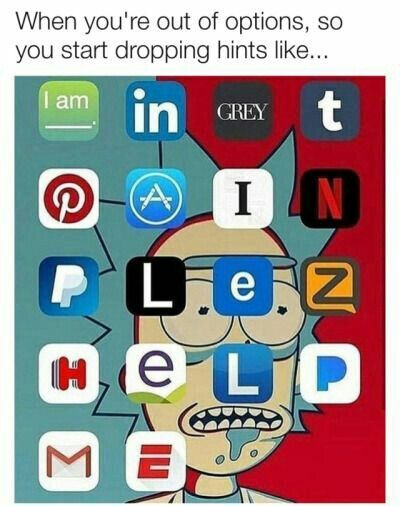 When you're out of options, so
you start dropping hints like...
I am in GREY t
P A I N
P L e Z
H e L P
M E